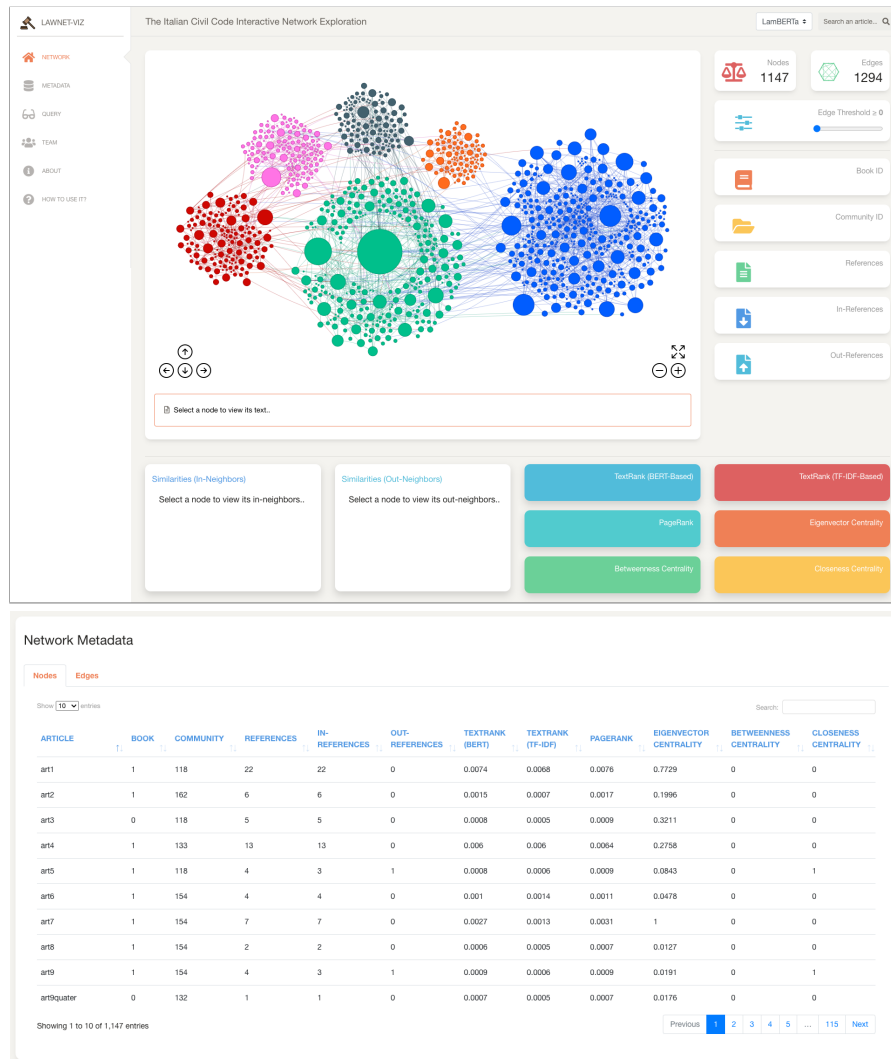 LAWNET-VIZ
The Italian Civil Code Interactive Network Exploration
LamBERTa
Search an article...
NETWORK
METADATA
QUERY
TEAM
ABOUT
HOW TO USE IT?
Nodes
1147
Edges
1294
Edge Threshold ≥ 0
Book ID
Community ID
References
In-References
Out-References
Select a node to view its text..
Similarities (In-Neighbors)
Select a node to view its in-neighbors..
Similarities (Out-Neighbors)
Select a node to view its out-neighbors..
TextRank (BERT-Based)
TextRank (TF-IDF-Based)
PageRank
Eigenvector Centrality
Betweenness Centrality
Closeness Centrality
Network Metadata
Nodes Edges
Show 10 entries
Search:
ARTICLE BOOK COMMUNITY REFERENCES IN-REFERENCES OUT-REFERENCES TEXTRANK (BERT) TEXTRANK (TF-IDF) PAGERANK EIGENVECTOR CENTRALITY BETWEENNESS CENTRALITY CLOSENESS CENTRALITY
art1 1 118 22 22 0 0.0074 0.0068 0.0076 0.7729 0 0
art2 1 162 6 6 0 0.0015 0.0007 0.0017 0.1996 0 0
art3 0 118 5 5 0 0.0008 0.0005 0.0009 0.3211 0 0
art4 1 133 13 13 0 0.006 0.006 0.0064 0.2758 0 0
art5 1 118 4 3 1 0.0008 0.0006 0.0009 0.0843 0 1
art6 1 154 4 4 0 0.001 0.0014 0.0011 0.0478 0 0
art7 1 154 7 7 0 0.0027 0.0013 0.0031 1 0 0
art8 1 154 2 2 0 0.0006 0.0005 0.0007 0.0127 0 0
art9 1 154 4 3 1 0.0009 0.0006 0.0009 0.0191 0 1
art9quater 0 132 1 1 0 0.0007 0.0005 0.0007 0.0176 0 0
Showing 1 to 10 of 1,147 entries
Previous 1 2 3 4 5 ... 115 Next